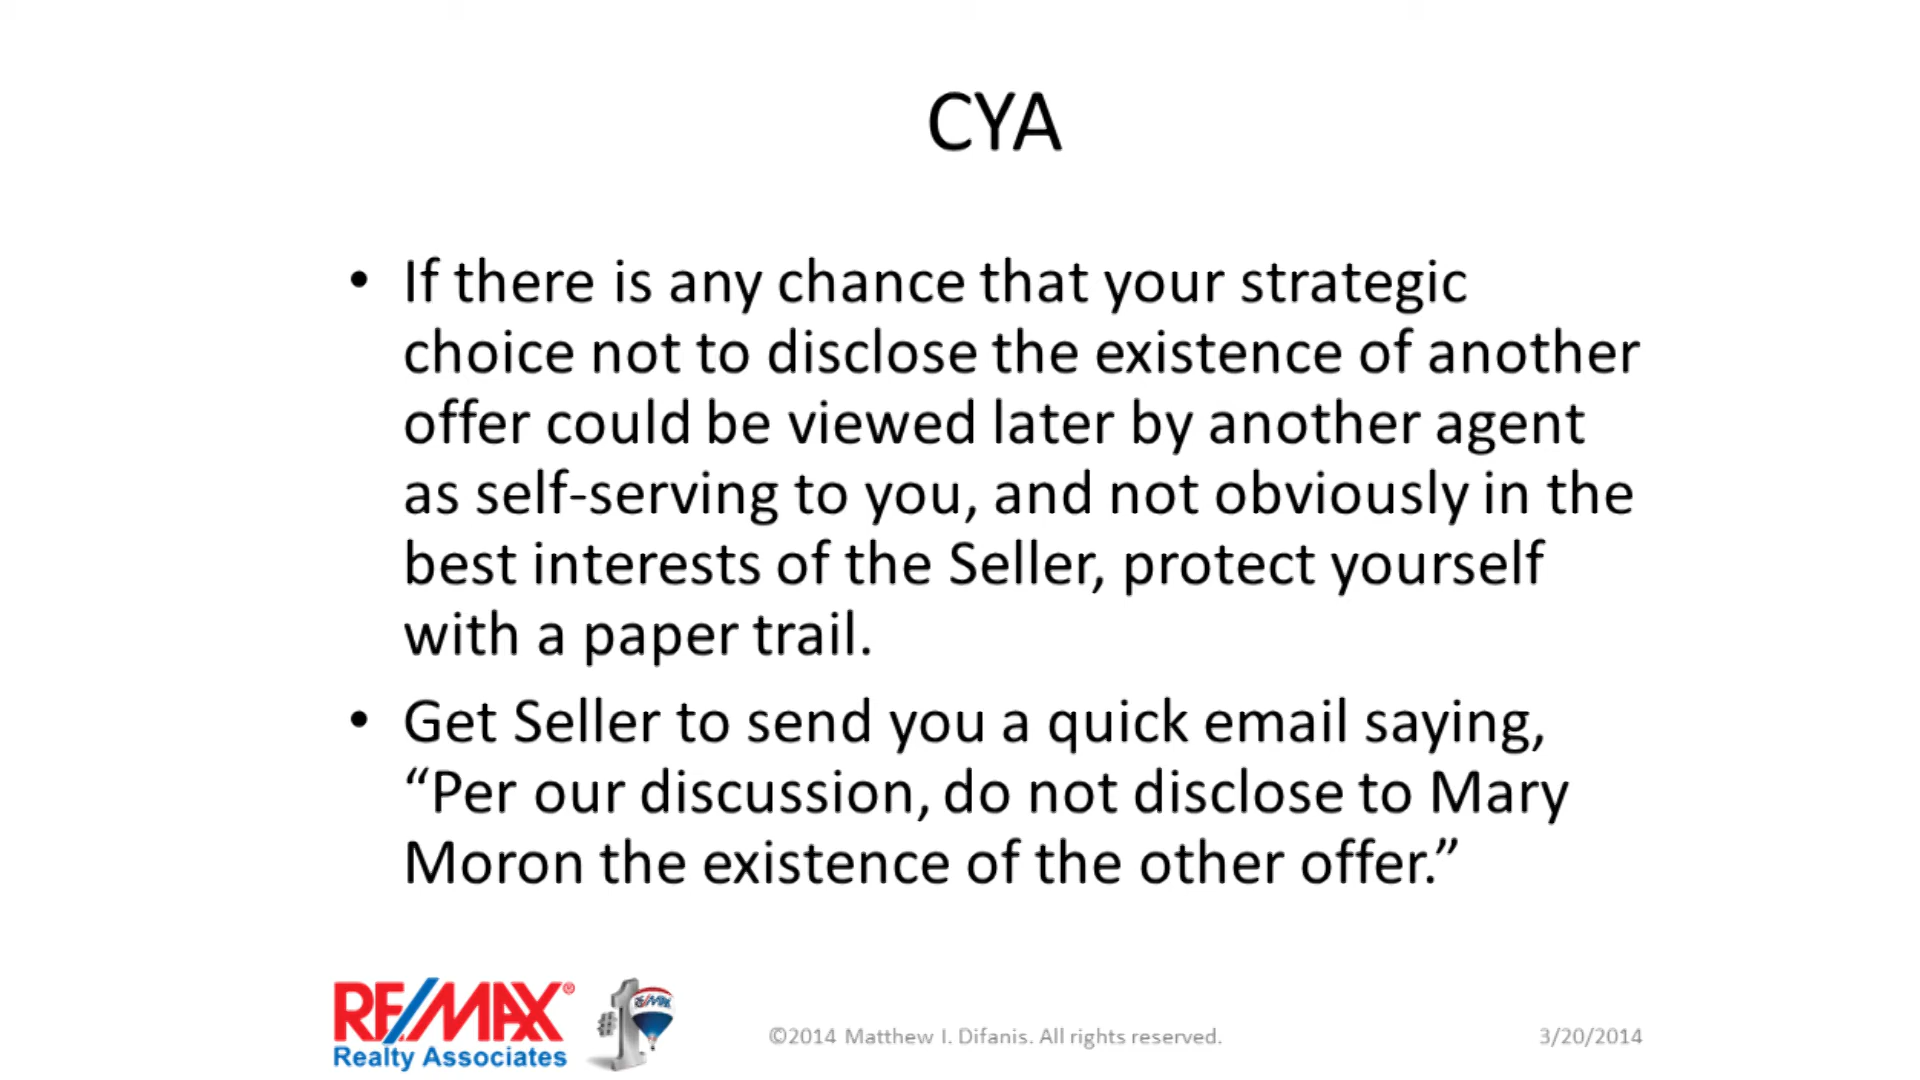 CYA
• If there is any chance that your strategic
choice not to disclose the existence of another
offer could be viewed later by another agent
as self-serving to you, and not obviously in the
best interests of the Seller, protect yourself
with a paper trail.
• Get Seller to send you a quick email saying,
“Per our discussion, do not disclose to Mary
Moron the existence of the other offer.”
RE/MAX®
Realty Associates
#1
RE/MAX
©2014 Matthew I. Difanis. All rights reserved.
3/20/2014